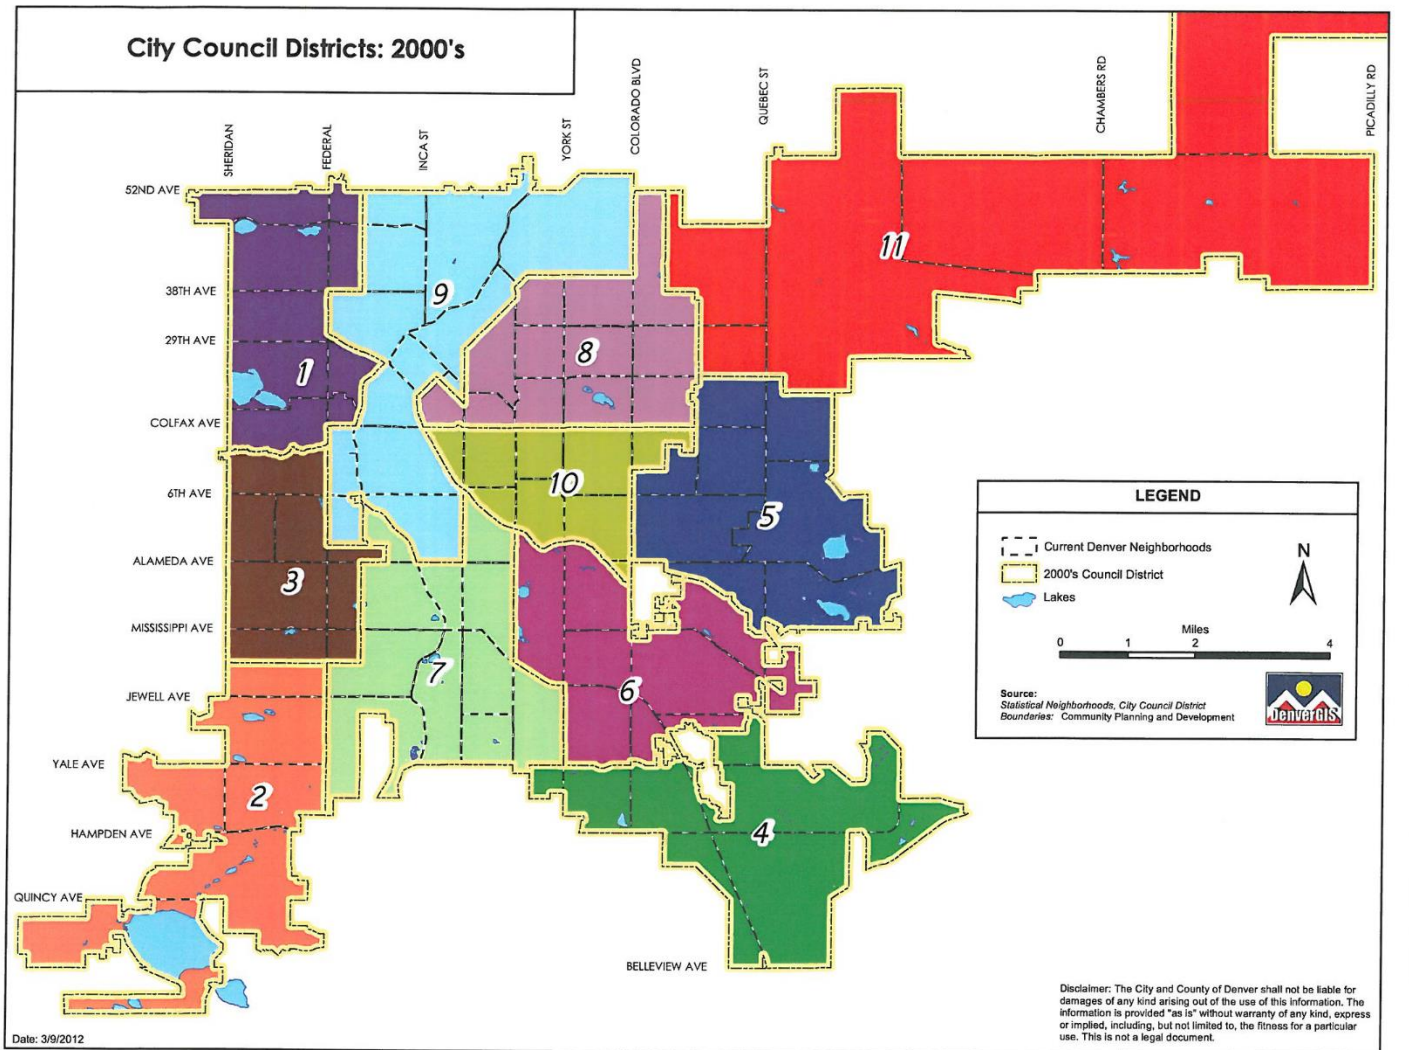 City Council Districts: 2000's
SHERIDAN
FEDERAL
INCA ST
YORK ST
COLORADO BLVD
QUEBEC ST
CHAMBERS RD
PICADILLY RD
52ND AVE
38TH AVE
29TH AVE
COLFAX AVE
6TH AVE
ALAMEDA AVE
MISSISSIPPI AVE
JEWELL AVE
YALE AVE
HAMPDEN AVE
QUINCY AVE
BELLEVIEW AVE
11
9
8
1
10
5
3
7
6
2
4
LEGEND
Current Denver Neighborhoods
2000's Council District
Lakes
N
Miles
0 1 2 4
Source:
Statistical Neighborhoods, City Council District
Boundaries: Community Planning and Development
DenverGIS
Disclaimer: The City and County of Denver shall not be liable for
damages of any kind arising out of the use of this information. The
information is provided "as is" without warranty of any kind, express
or implied, including, but not limited to, the fitness for a particular
use. This is not a legal document.
Date: 3/9/2012